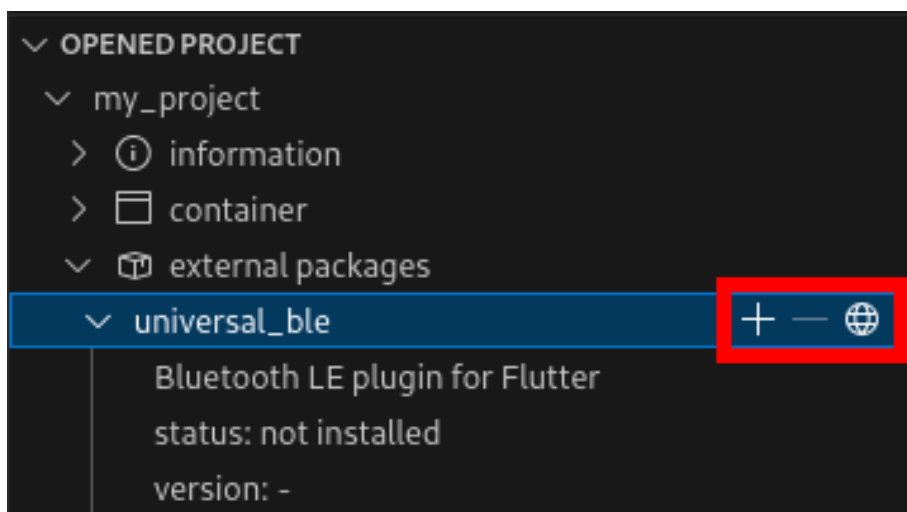 OPENED PROJECT
my_project
information
container
external packages
universal_ble
Bluetooth LE plugin for Flutter
status: not installed
version: -